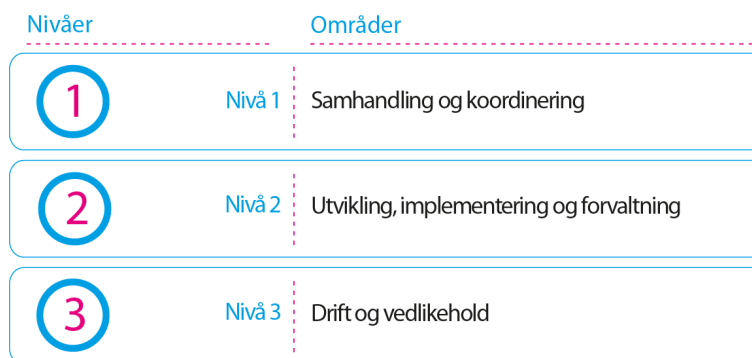 Nivåer Områder
1 Nivå 1 Samhandling og koordinering
2 Nivå 2 Utvikling, implementering og forvaltning
3 Nivå 3 Drift og vedlikehold